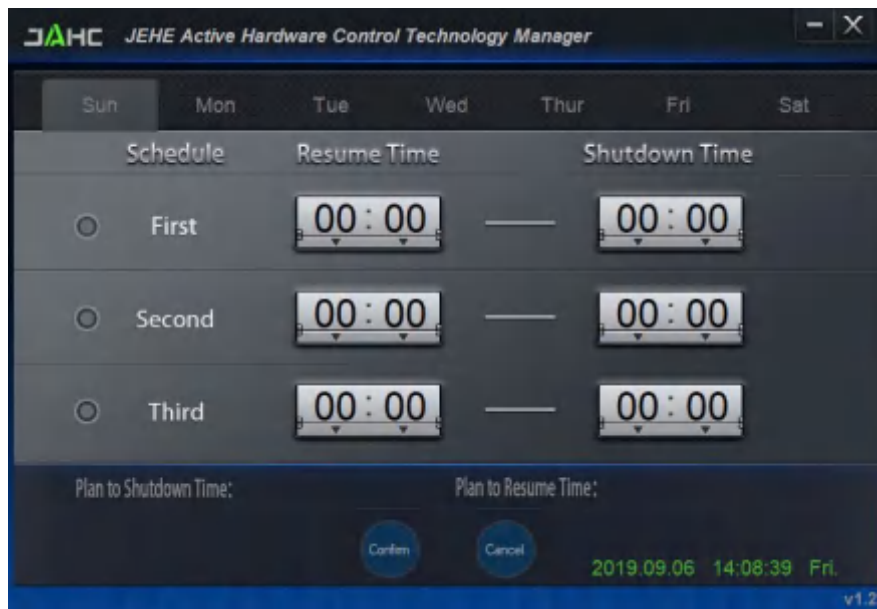 JAHC JEHE Active Hardware Control Technology Manager
Sun Mon Tue Wed Thur Fri Sat
Schedule Resume Time Shutdown Time
First 00:00 00:00
Second 00:00 00:00
Third 00:00 00:00
Plan to Shutdown Time: Plan to Resume Time:
Confirm Cancel
2019.09.06 14:08:39 Fri.
v1.2